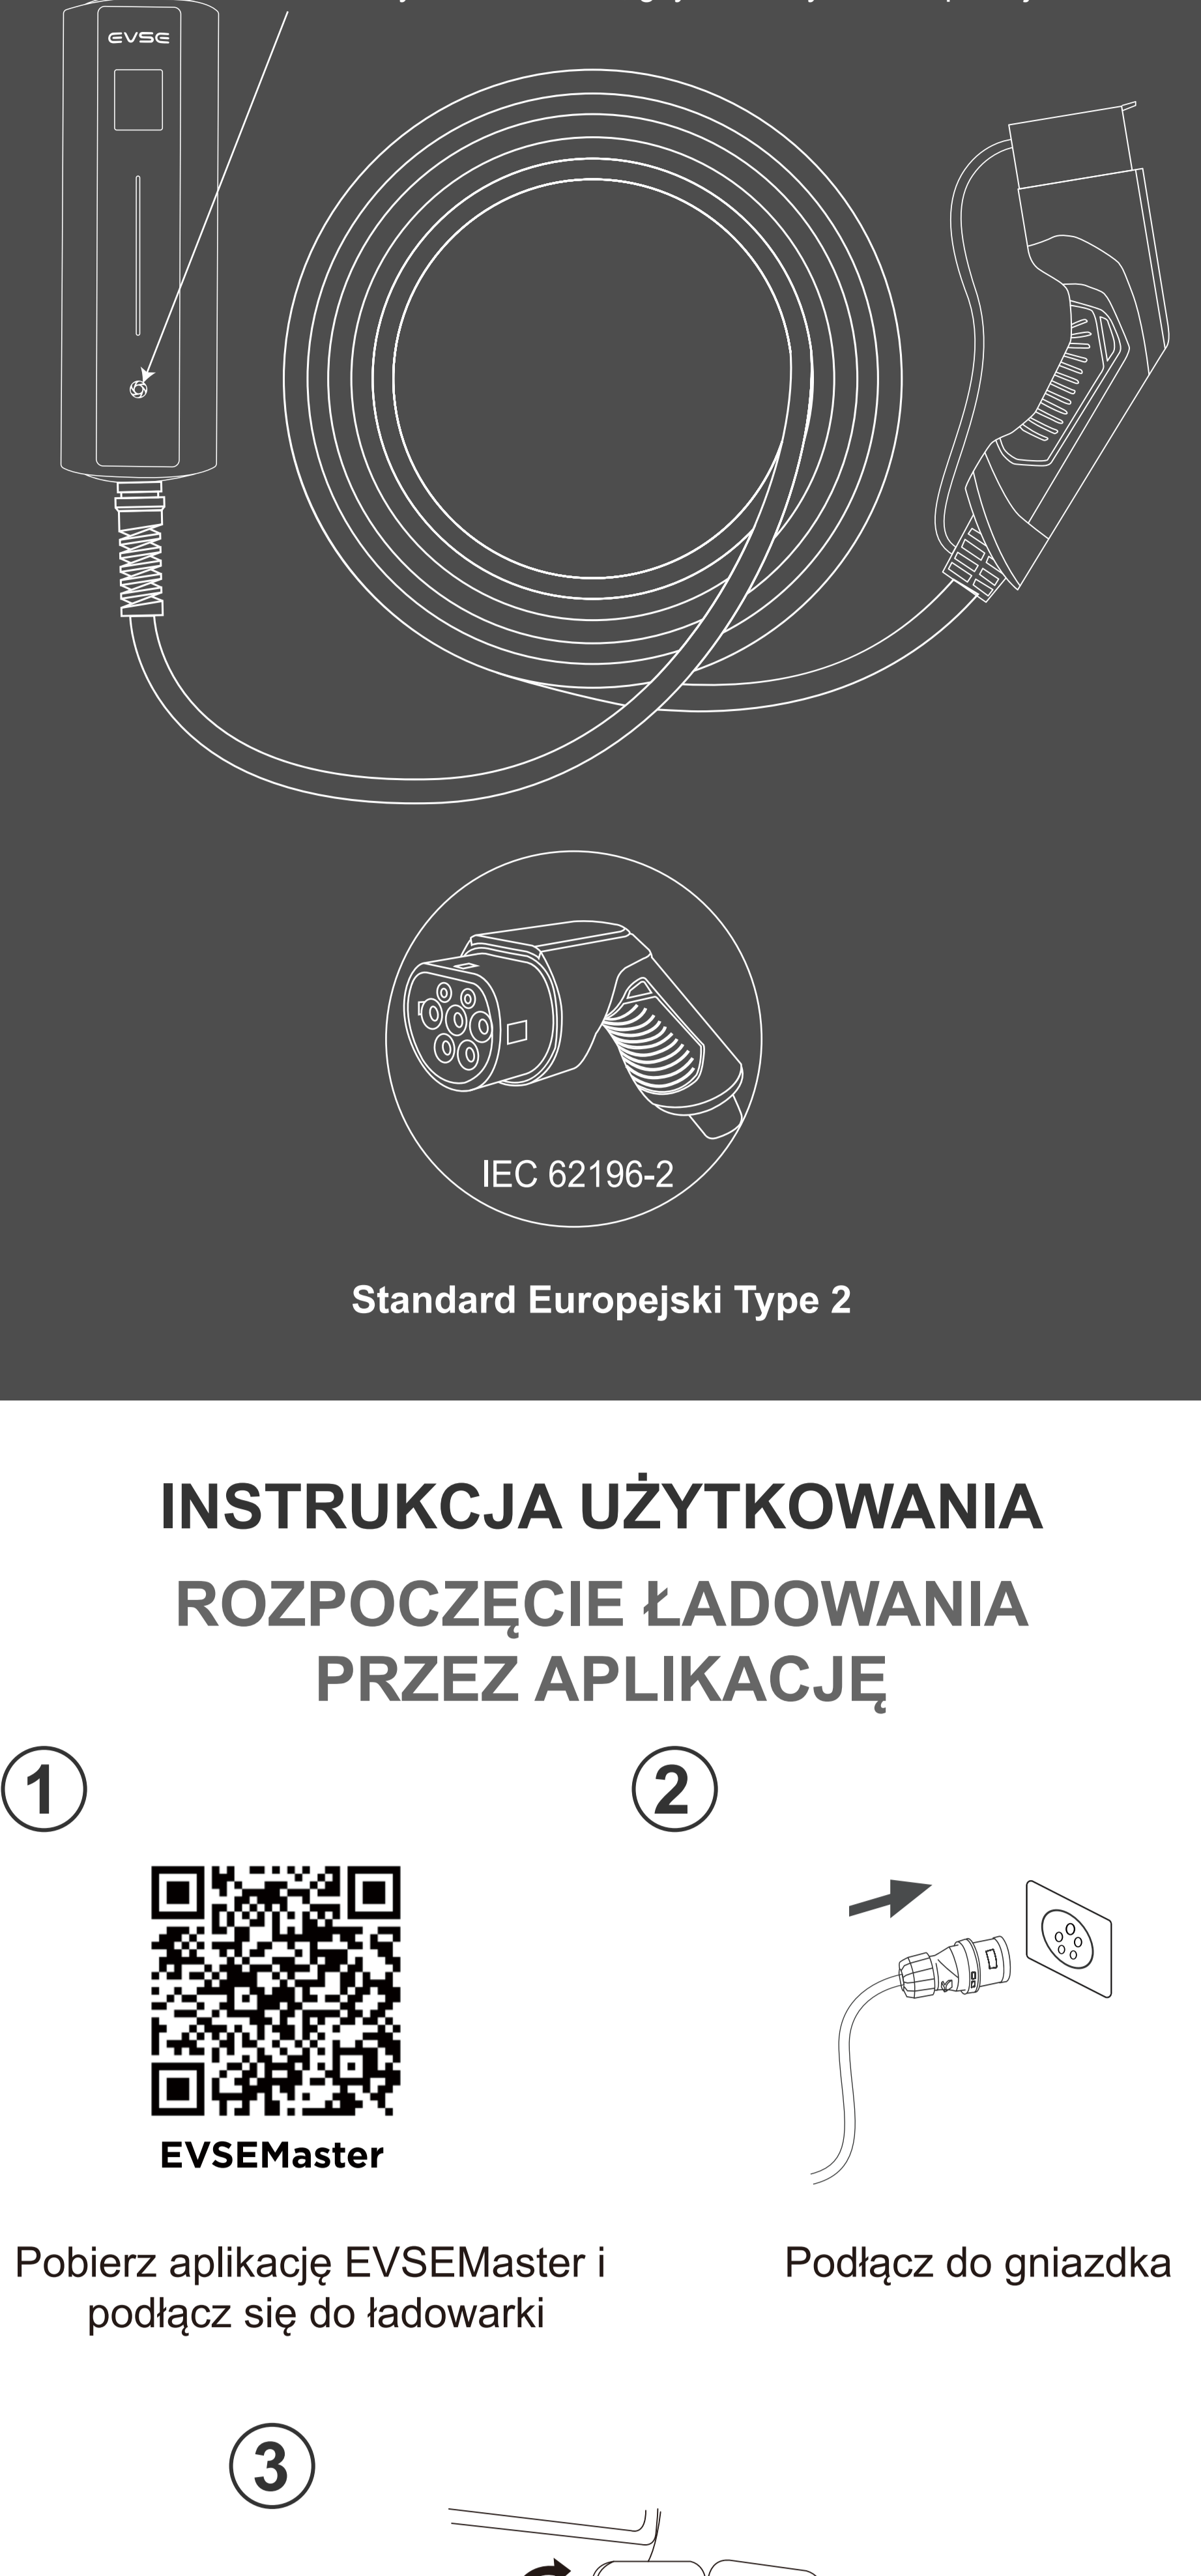 EVSE
IEC 62196-2
Standard Europejski Type 2
INSTRUKCJA UŻYTKOWANIA
ROZPOCZĘCIE ŁADOWANIA
PRZEZ APLIKACJĘ
1
2
EVSEMaster
Pobierz aplikację EVSEMaster i
podłącz się do ładowarki
Podłącz do gniazdka
3